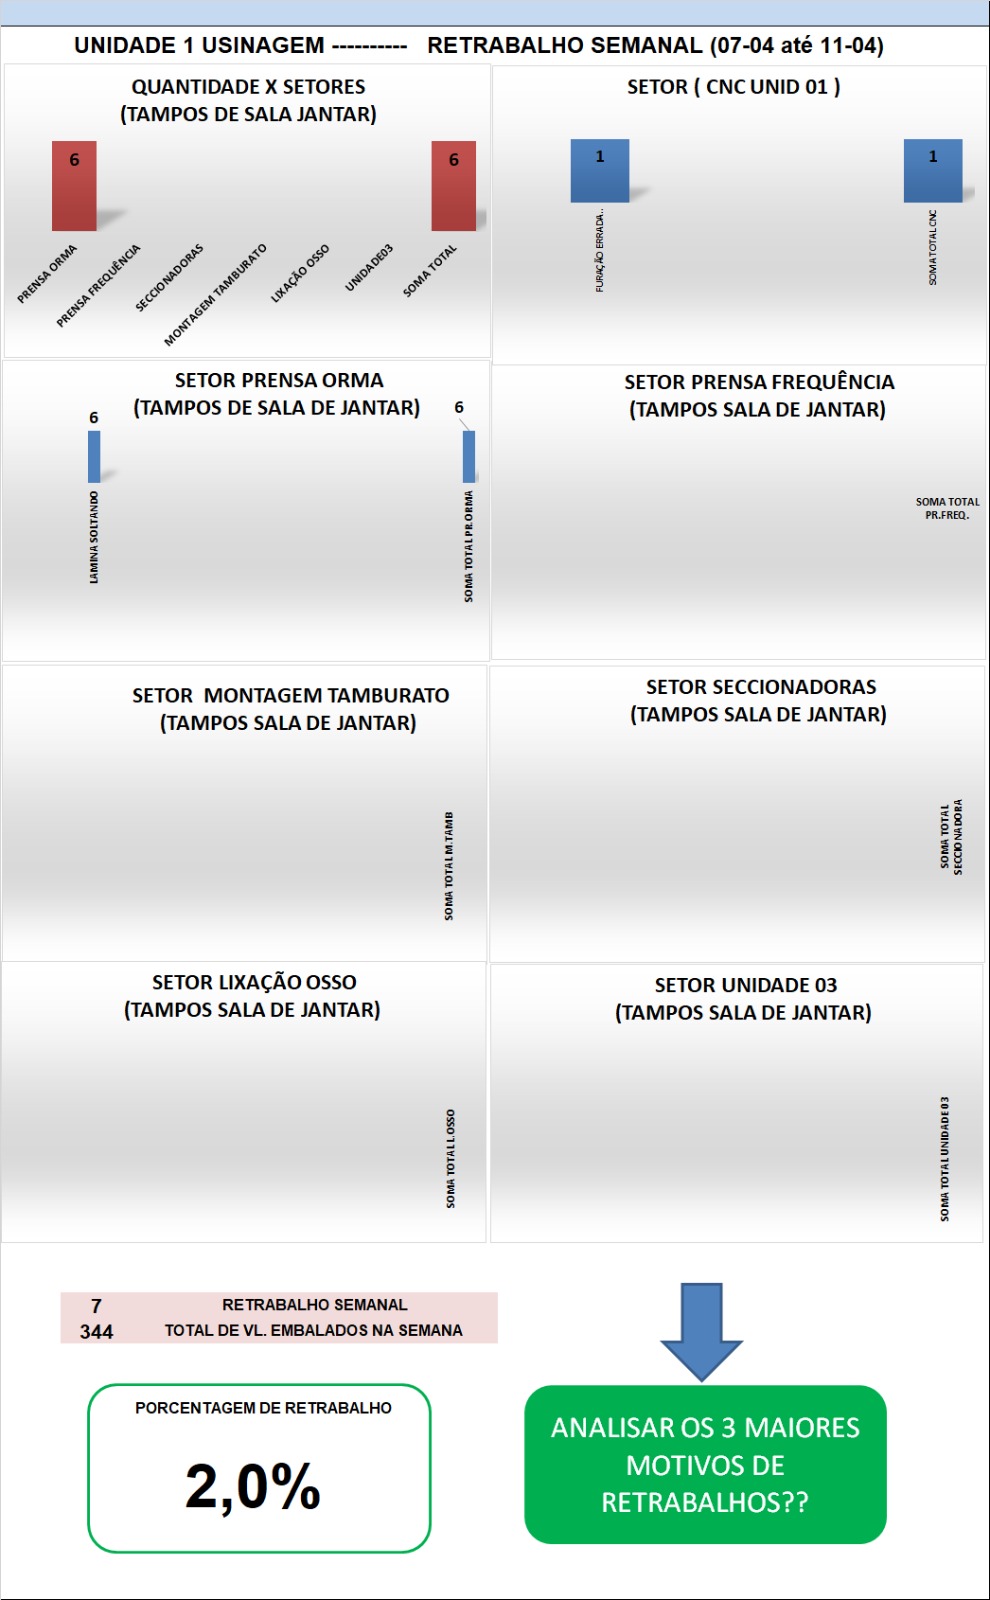 UNIDADE 1 USINAGEM ---------- RETRABALHO SEMANAL (07-04 até 11-04)
QUANTIDADE X SETORES
(TAMPOS DE SALA JANTAR)
6
6
PRENSA ORMA
PRENSA FREQUÊNCIA
SECCIONADORAS
MONTAGEM TAMBURATO
LIXAÇÃO OSSO
UNIDADE03
SOMA TOTAL
SETOR ( CNC UNID 01 )
1
1
FURAÇÃO ERRADA...
SOMA TOTAL CNC
SETOR PRENSA ORMA
(TAMPOS DE SALA DE JANTAR)
6
6
LAMINA SOLTANDO
SOMA TOTAL PR.ORMA
SETOR PRENSA FREQUÊNCIA
(TAMPOS SALA DE JANTAR)
SOMA TOTAL
PR.FREQ.
SETOR MONTAGEM TAMBURATO
(TAMPOS SALA DE JANTAR)
SOMA TOTAL M.TAMB
SETOR SECCIONADORAS
(TAMPOS SALA DE JANTAR)
SOMA TOTAL
SECCIONADORA
SETOR LIXAÇÃO OSSO
(TAMPOS SALA DE JANTAR)
SOMA TOTAL L.OSSO
SETOR UNIDADE 03
(TAMPOS SALA DE JANTAR)
SOMA TOTAL UNIDADE 03
7 RETRABALHO SEMANAL
344 TOTAL DE VL. EMBALADOS NA SEMANA
PORCENTAGEM DE RETRABALHO
2,0%
ANALISAR OS 3 MAIORES
MOTIVOS DE
RETRABALHOS??